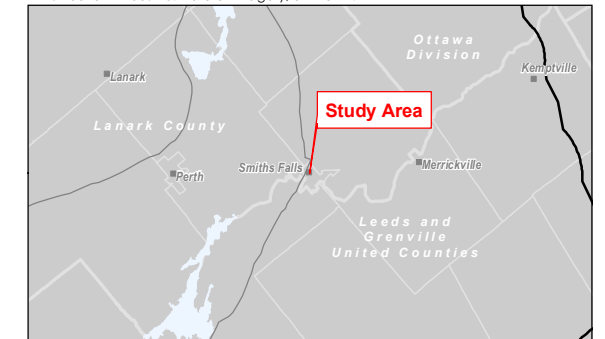 Ottawa
Division
Kemptville
Lanark
Study Area
Lanark County
Smiths Falls
Merrickville
Perth
Leeds and
Grenville
United Counties